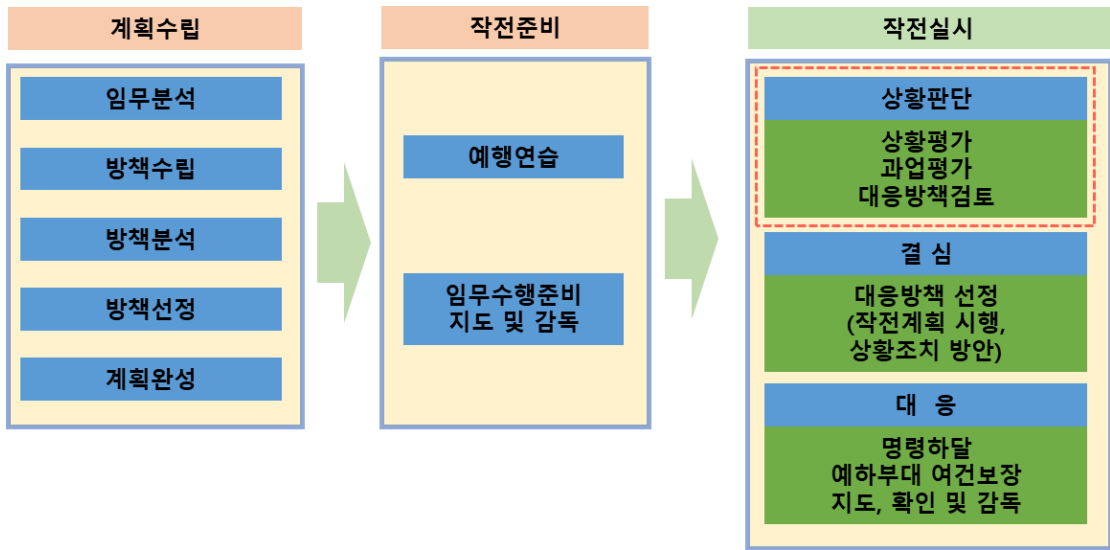 계획수립
임무분석
방책수립
방책분석
방책선정
계획완성
작전준비
예행연습
임무수행준비
지도 및 감독
작전실시
상황판단
상황평가
과업평가
대응방책검토
결 심
대응방책 선정
(작전계획 시행,
상황조치 방안)
대 응
명령하달
예하부대 여건보장
지도, 확인 및 감독